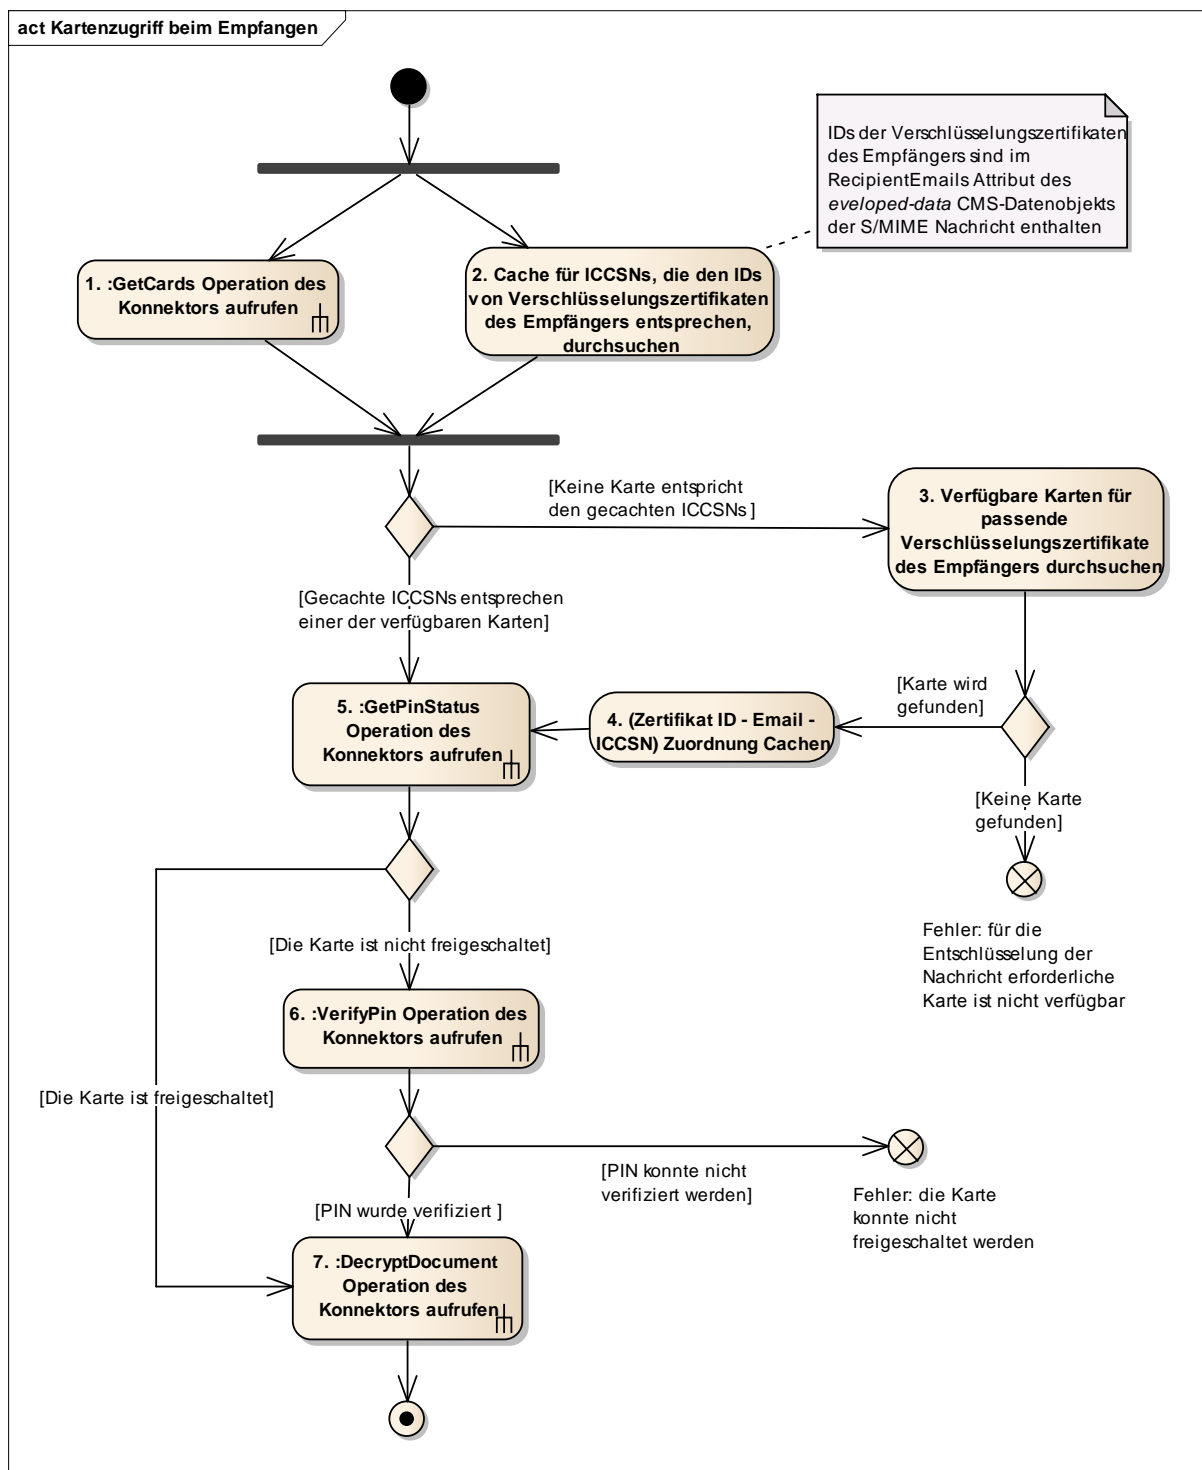 act Kartenzugriff beim Empfangen
IDs der Verschlüsselungszertifikaten
des Empfängers sind im
RecipientEmails Attribut des
eveloped-data CMS-Datenobjekts
der S/MIME Nachricht enthalten
1. :GetCards Operation des
Konnektors aufrufen
2. Cache für ICCSNs, die den IDs
von Verschlüsselungszertifikaten
des Empfängers entsprechen,
durchsuchen
[Keine Karte entspricht
den gecachten ICCSNs ]
3. Verfügbare Karten für
passende
Verschlüsselungszertifikate
des Empfängers durchsuchen
[Gecachte ICCSNs entsprechen
einer der verfügbaren Karten]
[Karte wird
gefunden]
5. :GetPinStatus
Operation des
Konnektors aufrufen
4. (Zertifikat ID - Email -
ICCSN) Zuordnung Cachen
[Keine Karte
gefunden]
Fehler: für die
Entschlüsselung der
Nachricht erforderliche
Karte ist nicht verfügbar
[Die Karte ist nicht freigeschaltet]
6. :VerifyPin Operation des
Konnektors aufrufen
[Die Karte ist freigeschaltet]
[PIN konnte nicht
verifiziert werden]
Fehler: die Karte
konnte nicht
freigeschaltet werden
[PIN wurde verifiziert ]
7. :DecryptDocument
Operation des
Konnektors aufrufen